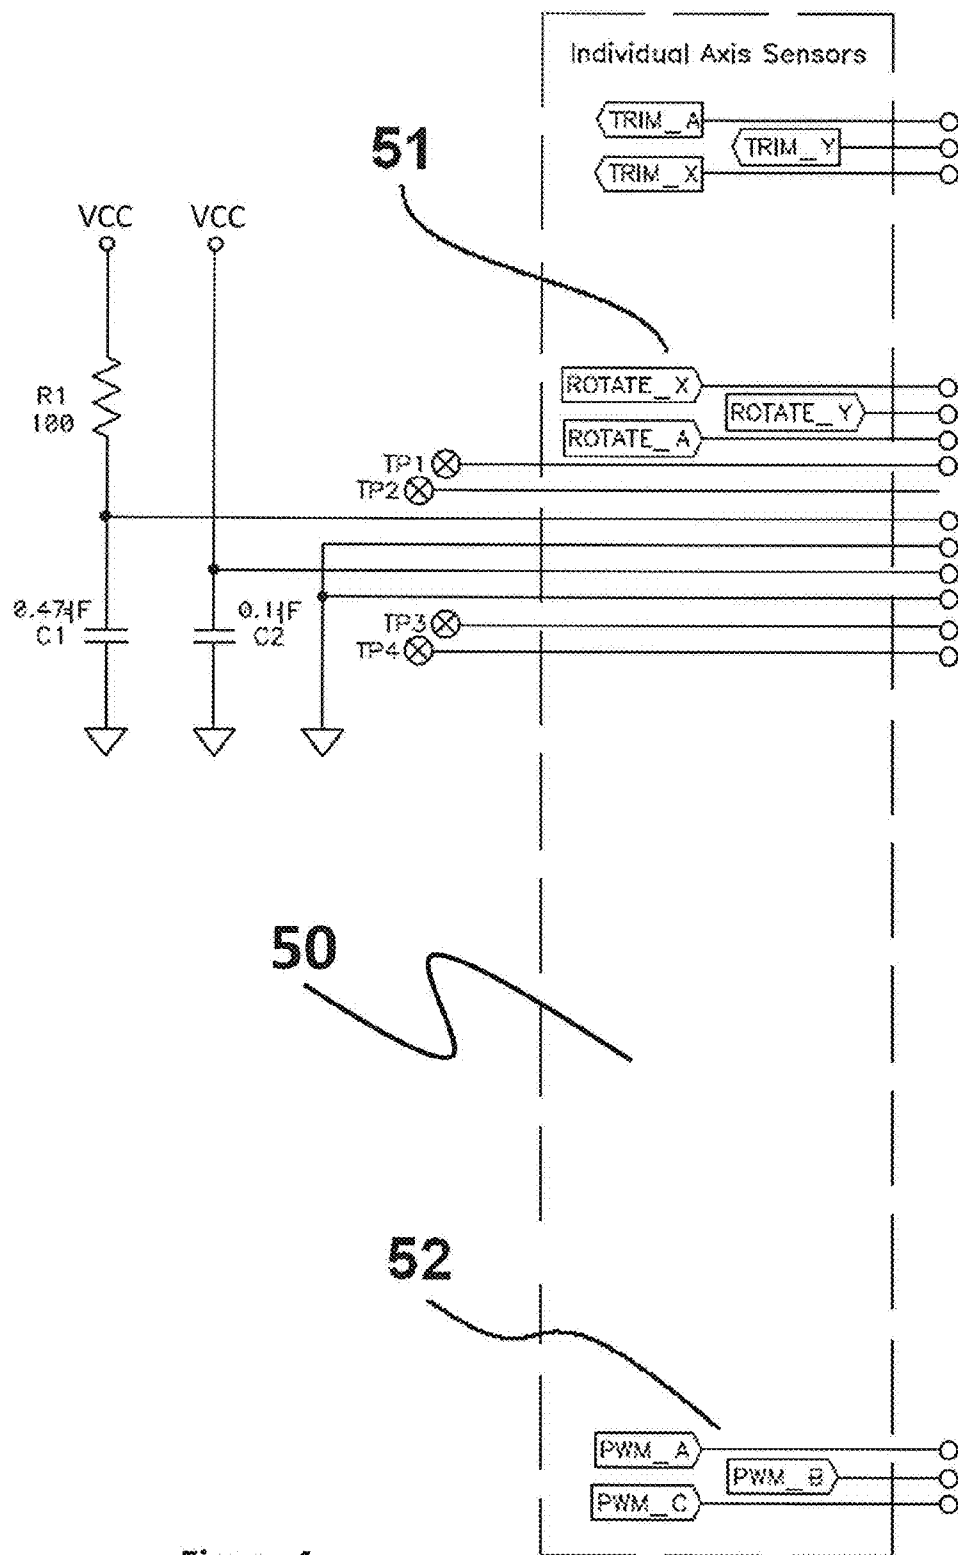 Individual Axis Sensors
TRIM_A
TRIM_Y
TRIM_X
51
VCC VCC
R1
100
ROTATE_X
ROTATE_Y
ROTATE_A
TP1
TP2
0.47µF
C1
0.1µF
C2
TP3
TP4
50
52
PWM_A
PWM_B
PWM_C